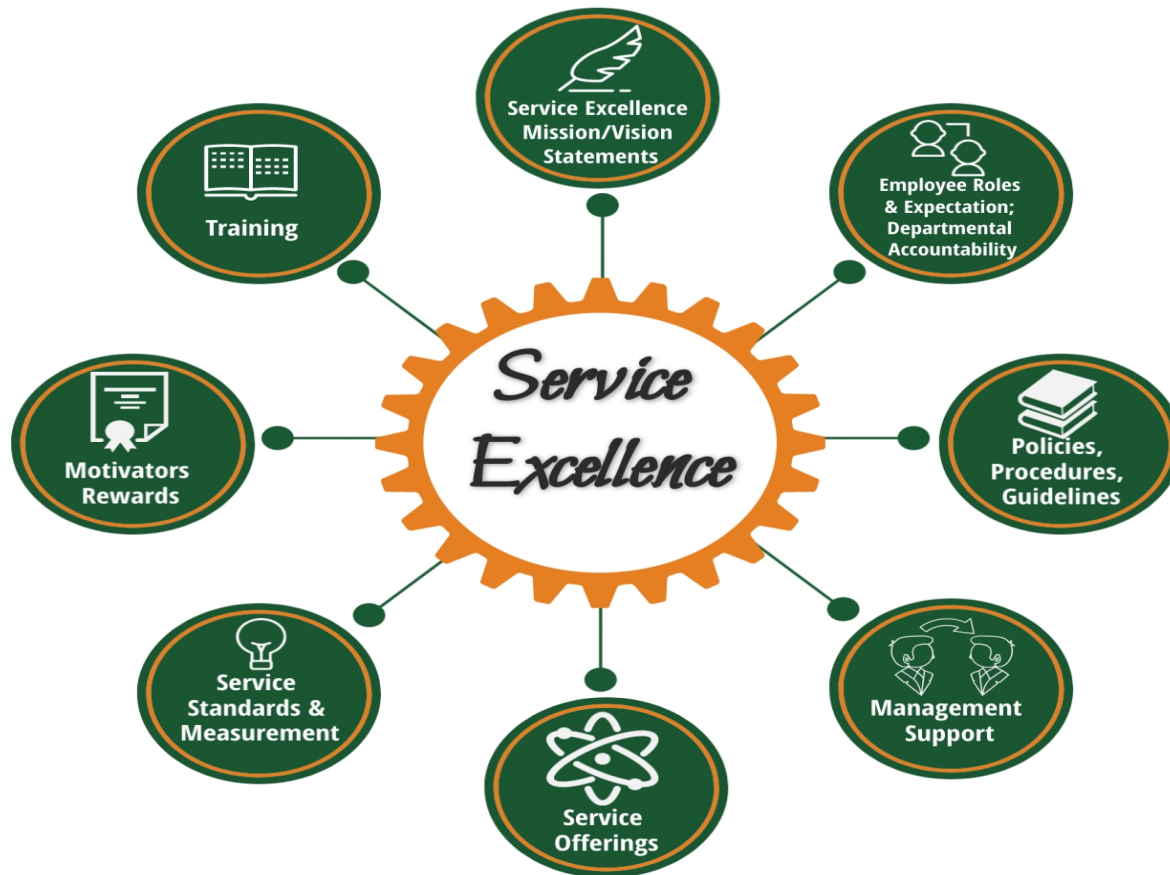 Service Excellence
Mission/Vision
Statements
Employee Roles
& Expectation;
Departmental
Accountability
Policies,
Procedures,
Guidelines
Management
Support
Service
Offerings
Service
Standards &
Measurement
Motivators
Rewards
Training
Service
Excellence